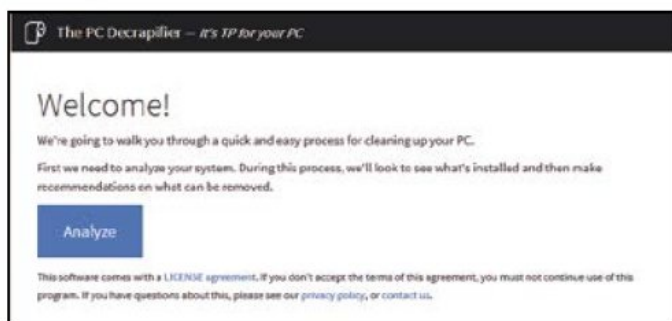 The PC Decrapifier – it's TP for your PC
Welcome!
We're going to walk you through a quick and easy process for cleaning up your PC.
First we need to analyze your system. During this process, we'll look to see what's installed and then make
recommendations on what can be removed.
Analyze
This software comes with a LICENSE agreement. If you don't accept the terms of this agreement, you must not continue use of this
program. If you have questions about this, please see our privacy policy, or contact us.